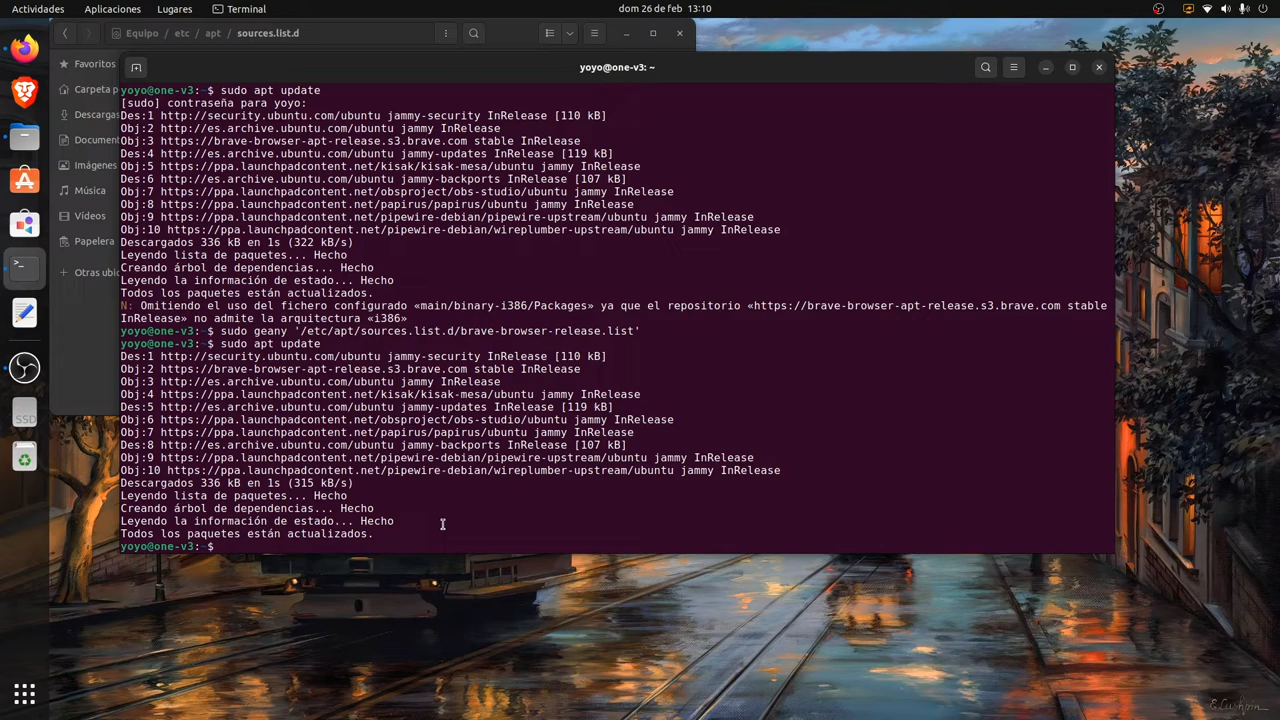 Actividades Aplicaciones Lugares Terminal dom 26 de feb 13:10
Equipo etc apt sources.list.d
Favoritos
Carpeta p
Descargas
Document
Imágenes
Música
Vídeos
Papelera
Otras ubic
SSD
yoyo@one-v3: ~
yoyo@one-v3:~$ sudo apt update
[sudo] contraseña para yoyo:
Des:1 http://security.ubuntu.com/ubuntu jammy-security InRelease [110 kB]
Obj:2 http://es.archive.ubuntu.com/ubuntu jammy InRelease
Obj:3 https://brave-browser-apt-release.s3.brave.com stable InRelease
Des:4 http://es.archive.ubuntu.com/ubuntu jammy-updates InRelease [119 kB]
Obj:5 https://ppa.launchpadcontent.net/kisak/kisak-mesa/ubuntu jammy InRelease
Des:6 http://es.archive.ubuntu.com/ubuntu jammy-backports InRelease [107 kB]
Obj:7 https://ppa.launchpadcontent.net/obsproject/obs-studio/ubuntu jammy InRelease
Obj:8 https://ppa.launchpadcontent.net/papirus/papirus/ubuntu jammy InRelease
Obj:9 https://ppa.launchpadcontent.net/pipewire-debian/pipewire-upstream/ubuntu jammy InRelease
Obj:10 https://ppa.launchpadcontent.net/pipewire-debian/wireplumber-upstream/ubuntu jammy InRelease
Descargados 336 kB en 1s (322 kB/s)
Leyendo lista de paquetes... Hecho
Creando árbol de dependencias... Hecho
Leyendo la información de estado... Hecho
Todos los paquetes están actualizados.
N: Omitiendo el uso del fichero configurado «main/binary-i386/Packages» ya que el repositorio «https://brave-browser-apt-release.s3.brave.com stable
InRelease» no admite la arquitectura «i386»
yoyo@one-v3:~$ sudo geany '/etc/apt/sources.list.d/brave-browser-release.list'
yoyo@one-v3:~$ sudo apt update
Des:1 http://security.ubuntu.com/ubuntu jammy-security InRelease [110 kB]
Obj:2 https://brave-browser-apt-release.s3.brave.com stable InRelease
Obj:3 http://es.archive.ubuntu.com/ubuntu jammy InRelease
Obj:4 https://ppa.launchpadcontent.net/kisak/kisak-mesa/ubuntu jammy InRelease
Des:5 http://es.archive.ubuntu.com/ubuntu jammy-updates InRelease [119 kB]
Obj:6 https://ppa.launchpadcontent.net/obsproject/obs-studio/ubuntu jammy InRelease
Obj:7 https://ppa.launchpadcontent.net/papirus/papirus/ubuntu jammy InRelease
Des:8 http://es.archive.ubuntu.com/ubuntu jammy-backports InRelease [107 kB]
Obj:9 https://ppa.launchpadcontent.net/pipewire-debian/pipewire-upstream/ubuntu jammy InRelease
Obj:10 https://ppa.launchpadcontent.net/pipewire-debian/wireplumber-upstream/ubuntu jammy InRelease
Descargados 336 kB en 1s (315 kB/s)
Leyendo lista de paquetes... Hecho
Creando árbol de dependencias... Hecho
Leyendo la información de estado... Hecho
Todos los paquetes están actualizados.
yoyo@one-v3:~$